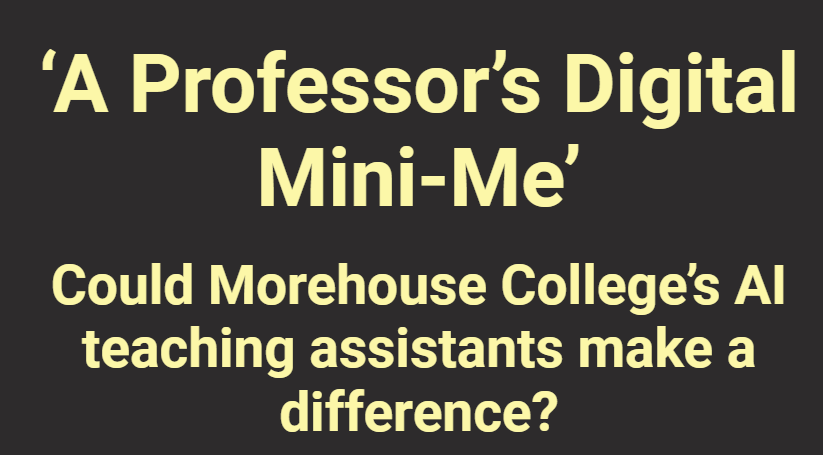 ‘A Professor’s Digital
Mini-Me’
Could Morehouse College’s AI
teaching assistants make a
difference?